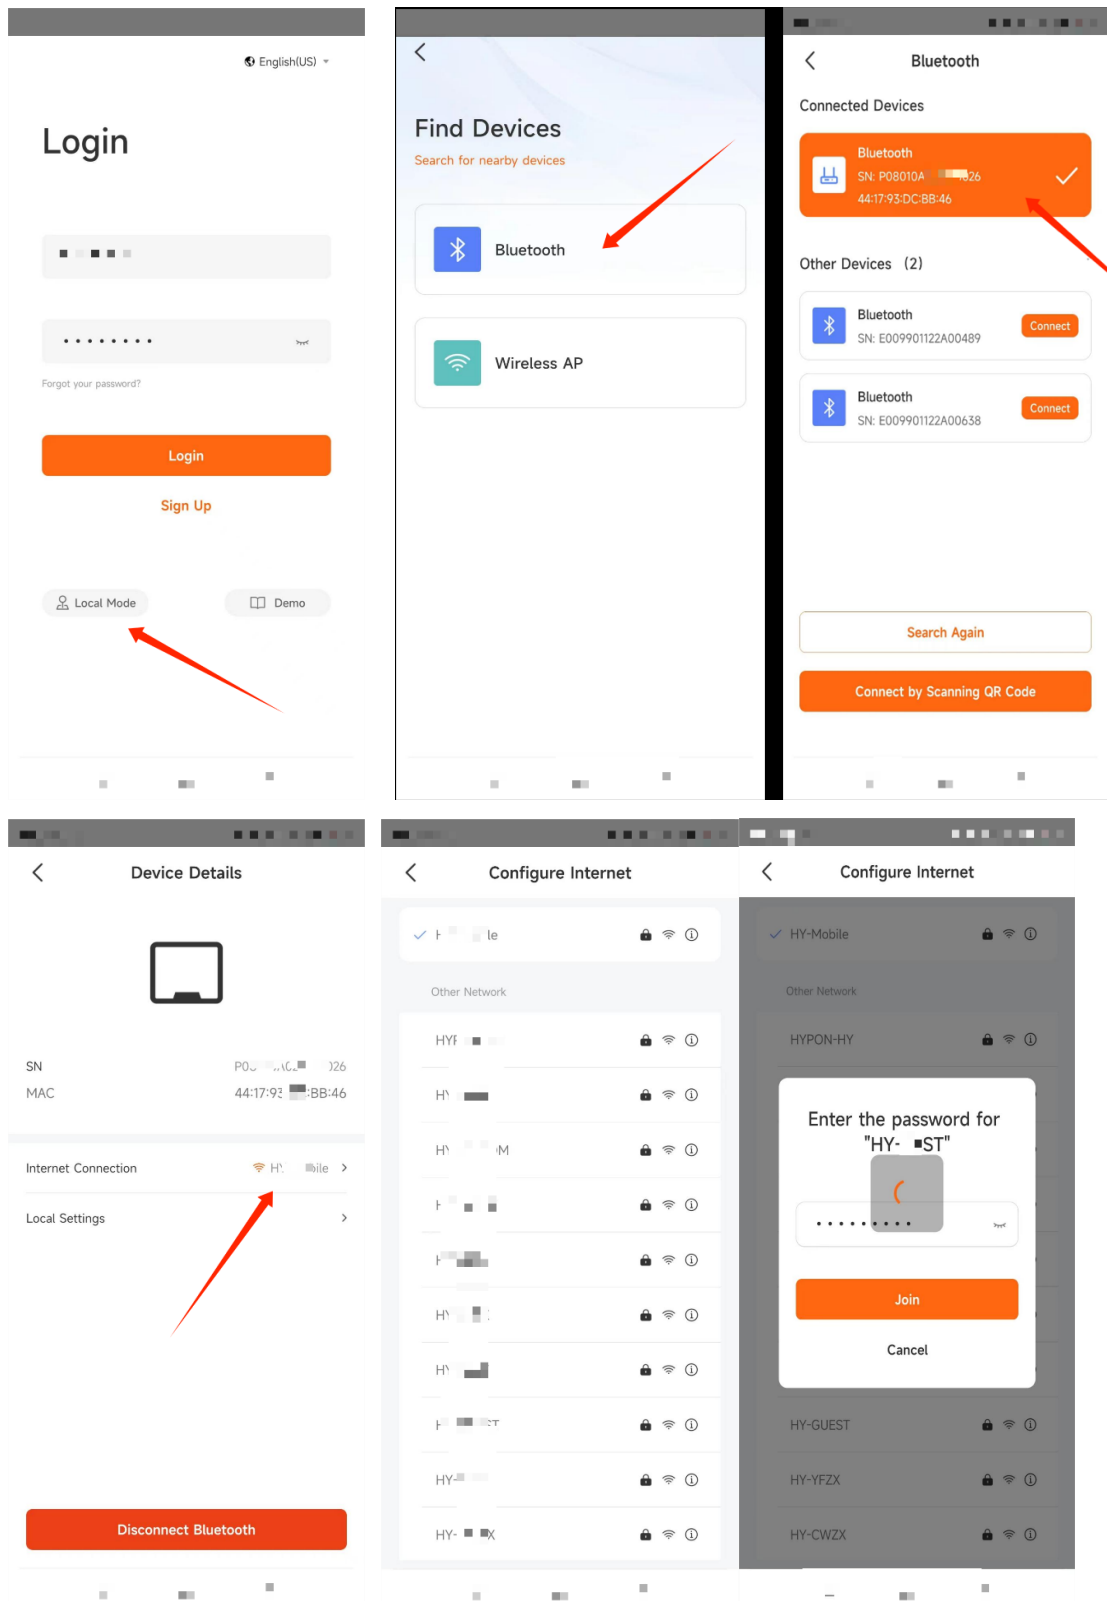 English(US)
Login
Forgot your password?
Login
Sign Up
Local Mode
Demo
Find Devices
Search for nearby devices
Bluetooth
Wireless AP
Bluetooth
Connected Devices
Bluetooth
SN: P08010A
44:17:93:DC:BB:46
Other Devices (2)
Bluetooth
SN: E009901122A00489
Connect
Bluetooth
SN: E009901122A00638
Connect
Search Again
Connect by Scanning QR Code
Device Details
SN
MAC
Internet Connection
Local Settings
Disconnect Bluetooth
Configure Internet
Other Network
Configure Internet
HY-Mobile
Other Network
HYPON-HY
Enter the password for
Join
Cancel
HY-GUEST
HY-YFZX
HY-CWZX